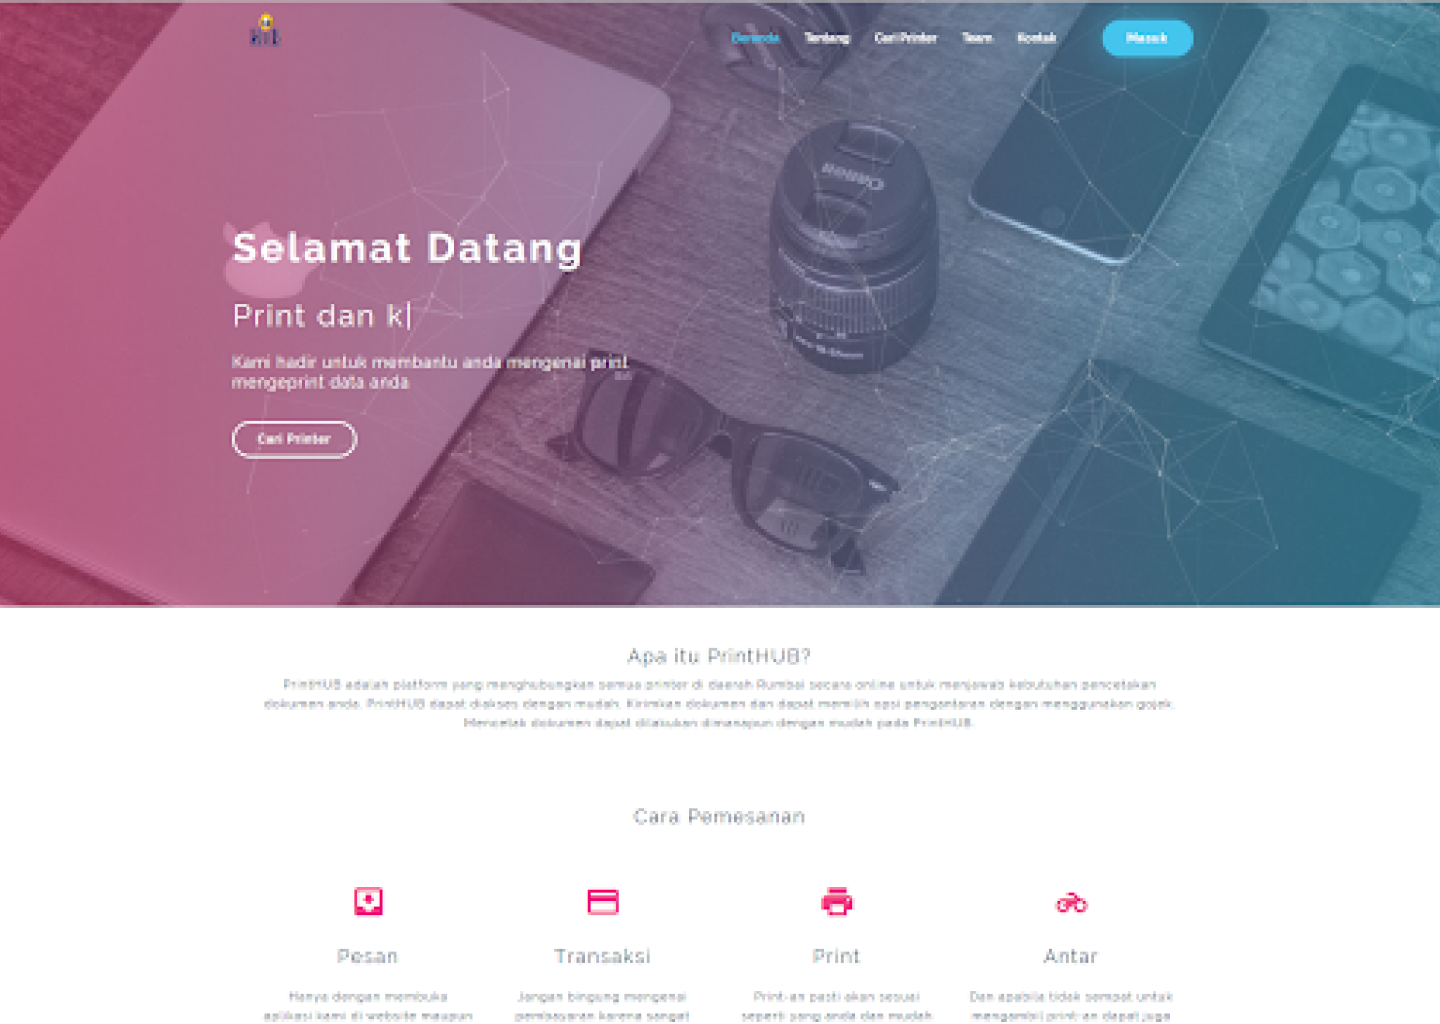 Beranda Tentang Cari Printer Team Kontak Masuk
Canon
Selamat Datang
Print dan k
Kami hadir untuk membantu anda mengenai print
mengeprint data anda
Cari Printer
Apa itu PrintHUB?
PrintHUB adalah platform yang menghubungkan semua printer di daerah Rumbai secara online untuk menjawab kebutuhan pencetakan
dokumen anda. PrintHUB dapat diakses dengan mudah. Kirimkan dokumen dan dapat memilih opsi pengantaran dengan menggunakan gojek.
Mencetak dokumen dapat dilakukan dimanapun dengan mudah pada PrintHUB.
Cara Pemesanan
Pesan Transaksi Print Antar
Hanya dengan membuka Jangan bingung mengenai Print-an pasti akan sesuai Dan apabila tidak sempat untuk
aplikasi kami di website maupun pembayaran karena sangat seperti yang anda dan mudah mengambil print-an dapat juga